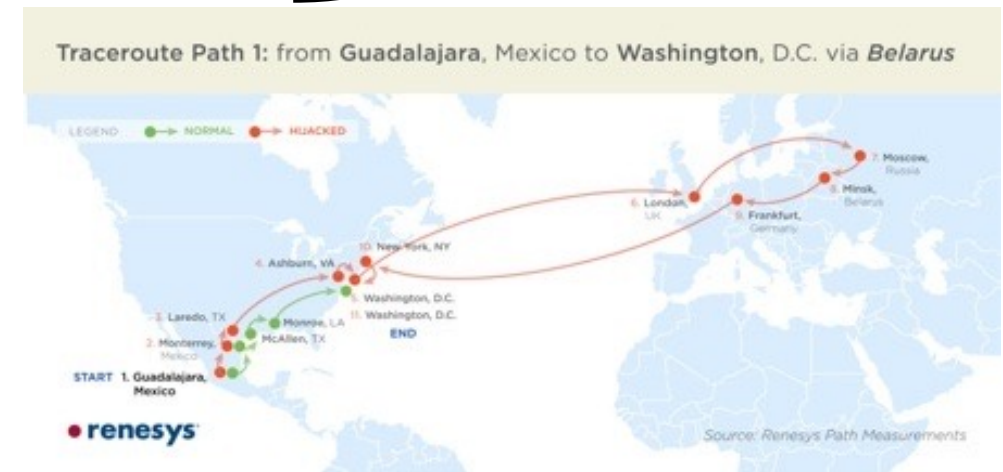 Traceroute Path 1: from Guadalajara, Mexico to Washington, D.C. via Belarus
LEGEND NORMAL HIJACKED
7. Moscow,
Russia
8. Minsk,
Belarus
6. London,
UK
9. Frankfurt,
Germany
10. New York, NY
4. Ashburn, VA
5. Washington, D.C.
11. Washington, D.C.
END
3. Laredo, TX
Monroe, LA
McAllen, TX
2. Monterrey,
Mexico
START 1. Guadalajara,
Mexico
renesys
Source: Renesys Path Measurements